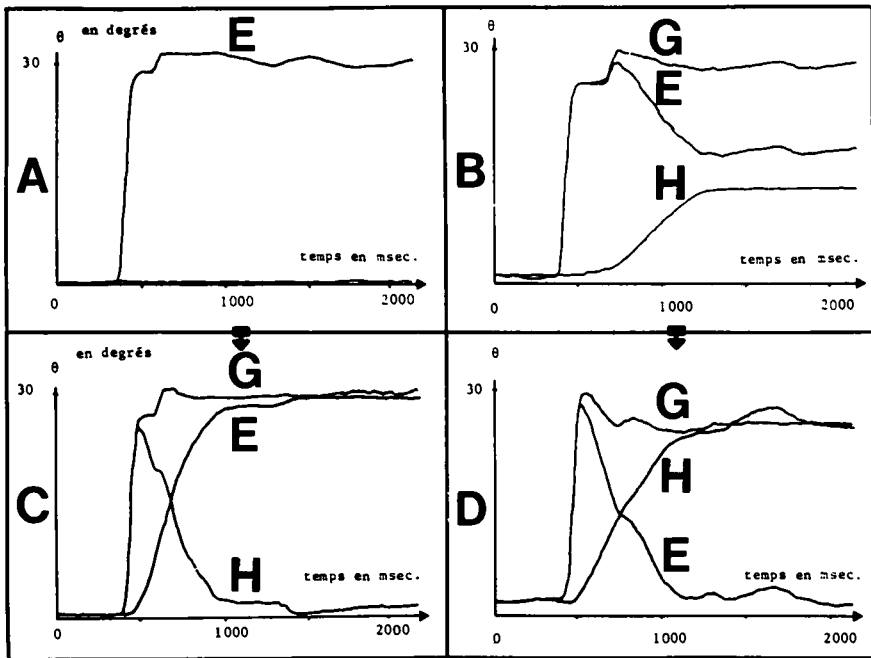 θ en degrés
E
30
A
temps en msec.
0 1000 2000
θ
G
30
E
B
H
temps en msec.
0 1000 2000
en degrés
θ
G
30
E
C
H
temps en msec.
0 1000 2000
θ
30
G
H
D
E
temps en msec.
0 1000 2000